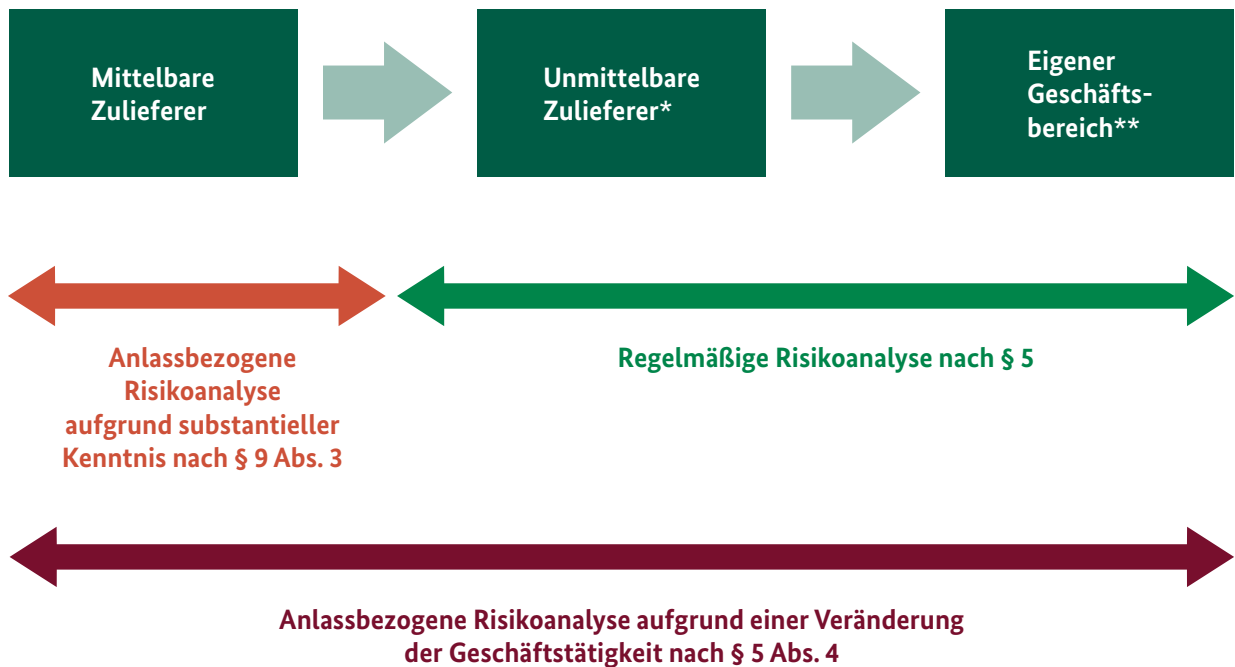 Mittelbare
Zulieferer
Unmittelbare
Zulieferer*
Eigener
Geschäfts-
bereich**
Anlassbezogene
Risikoanalyse
aufgrund substantieller
Kenntnis nach § 9 Abs. 3
Regelmäßige Risikoanalyse nach § 5
Anlassbezogene Risikoanalyse aufgrund einer Veränderung
der Geschäftstätigkeit nach § 5 Abs. 4